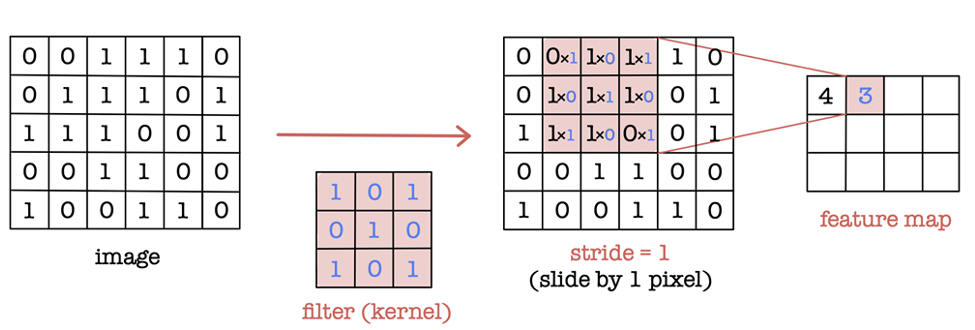 0 0 1 1 1 0
0 1 1 1 0 1
1 1 1 0 0 1
0 0 1 1 0 0
1 0 0 1 1 0
image
1 0 1
0 1 0
1 0 1
filter (kernel)
0 0×1 1×0 1×1 1 0
0 1×0 1×1 1×0 0 1
1 1×1 1×0 0×1 0 1
0 0 1 1 0 0
1 0 0 1 1 0
stride = 1
(slide by 1 pixel)
4 3
feature map